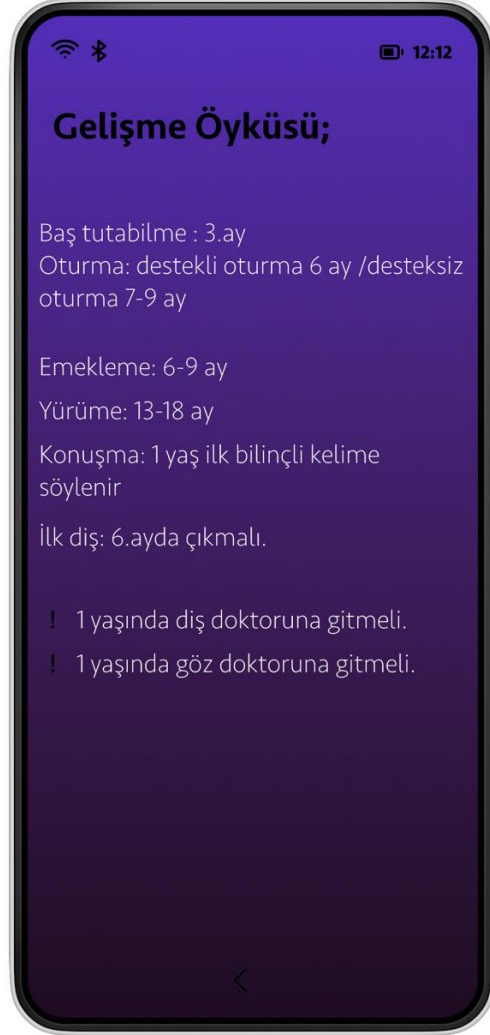 12:12
Gelişme Öyküsü;
Baş tutabilme : 3.ay
Oturma: destekli oturma 6 ay /desteksiz
oturma 7-9 ay
Emekleme: 6-9 ay
Yürüme: 13-18 ay
Konuşma: 1 yaş ilk bilinçli kelime
söylenir
İlk diş: 6.ayda çıkmalı.
! 1 yaşında diş doktoruna gitmeli.
! 1 yaşında göz doktoruna gitmeli.